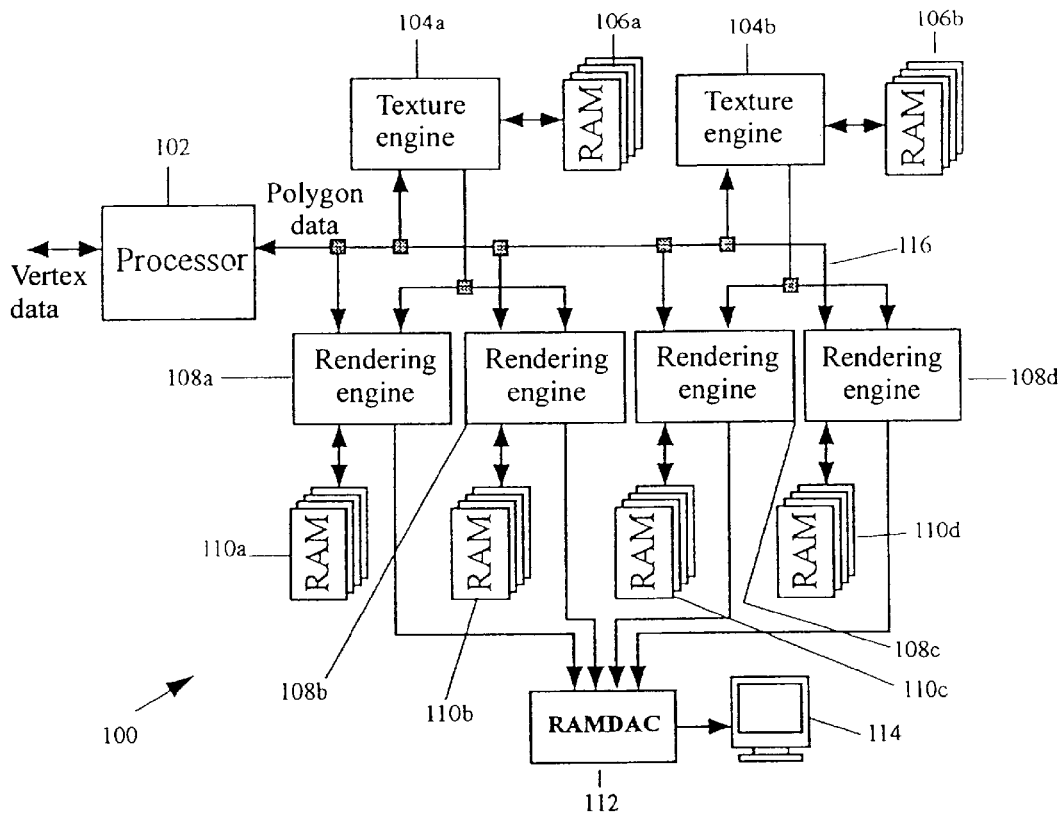 104a
106a
104b
106b
Texture
engine
RAM
Texture
engine
RAM
102
Polygon
data
Processor
Vertex
data
116
108a
Rendering
engine
Rendering
engine
Rendering
engine
Rendering
engine
108d
110a
RAM
RAM
RAM
RAM
110d
108b
110b
108c
110c
100
RAMDAC
114
112